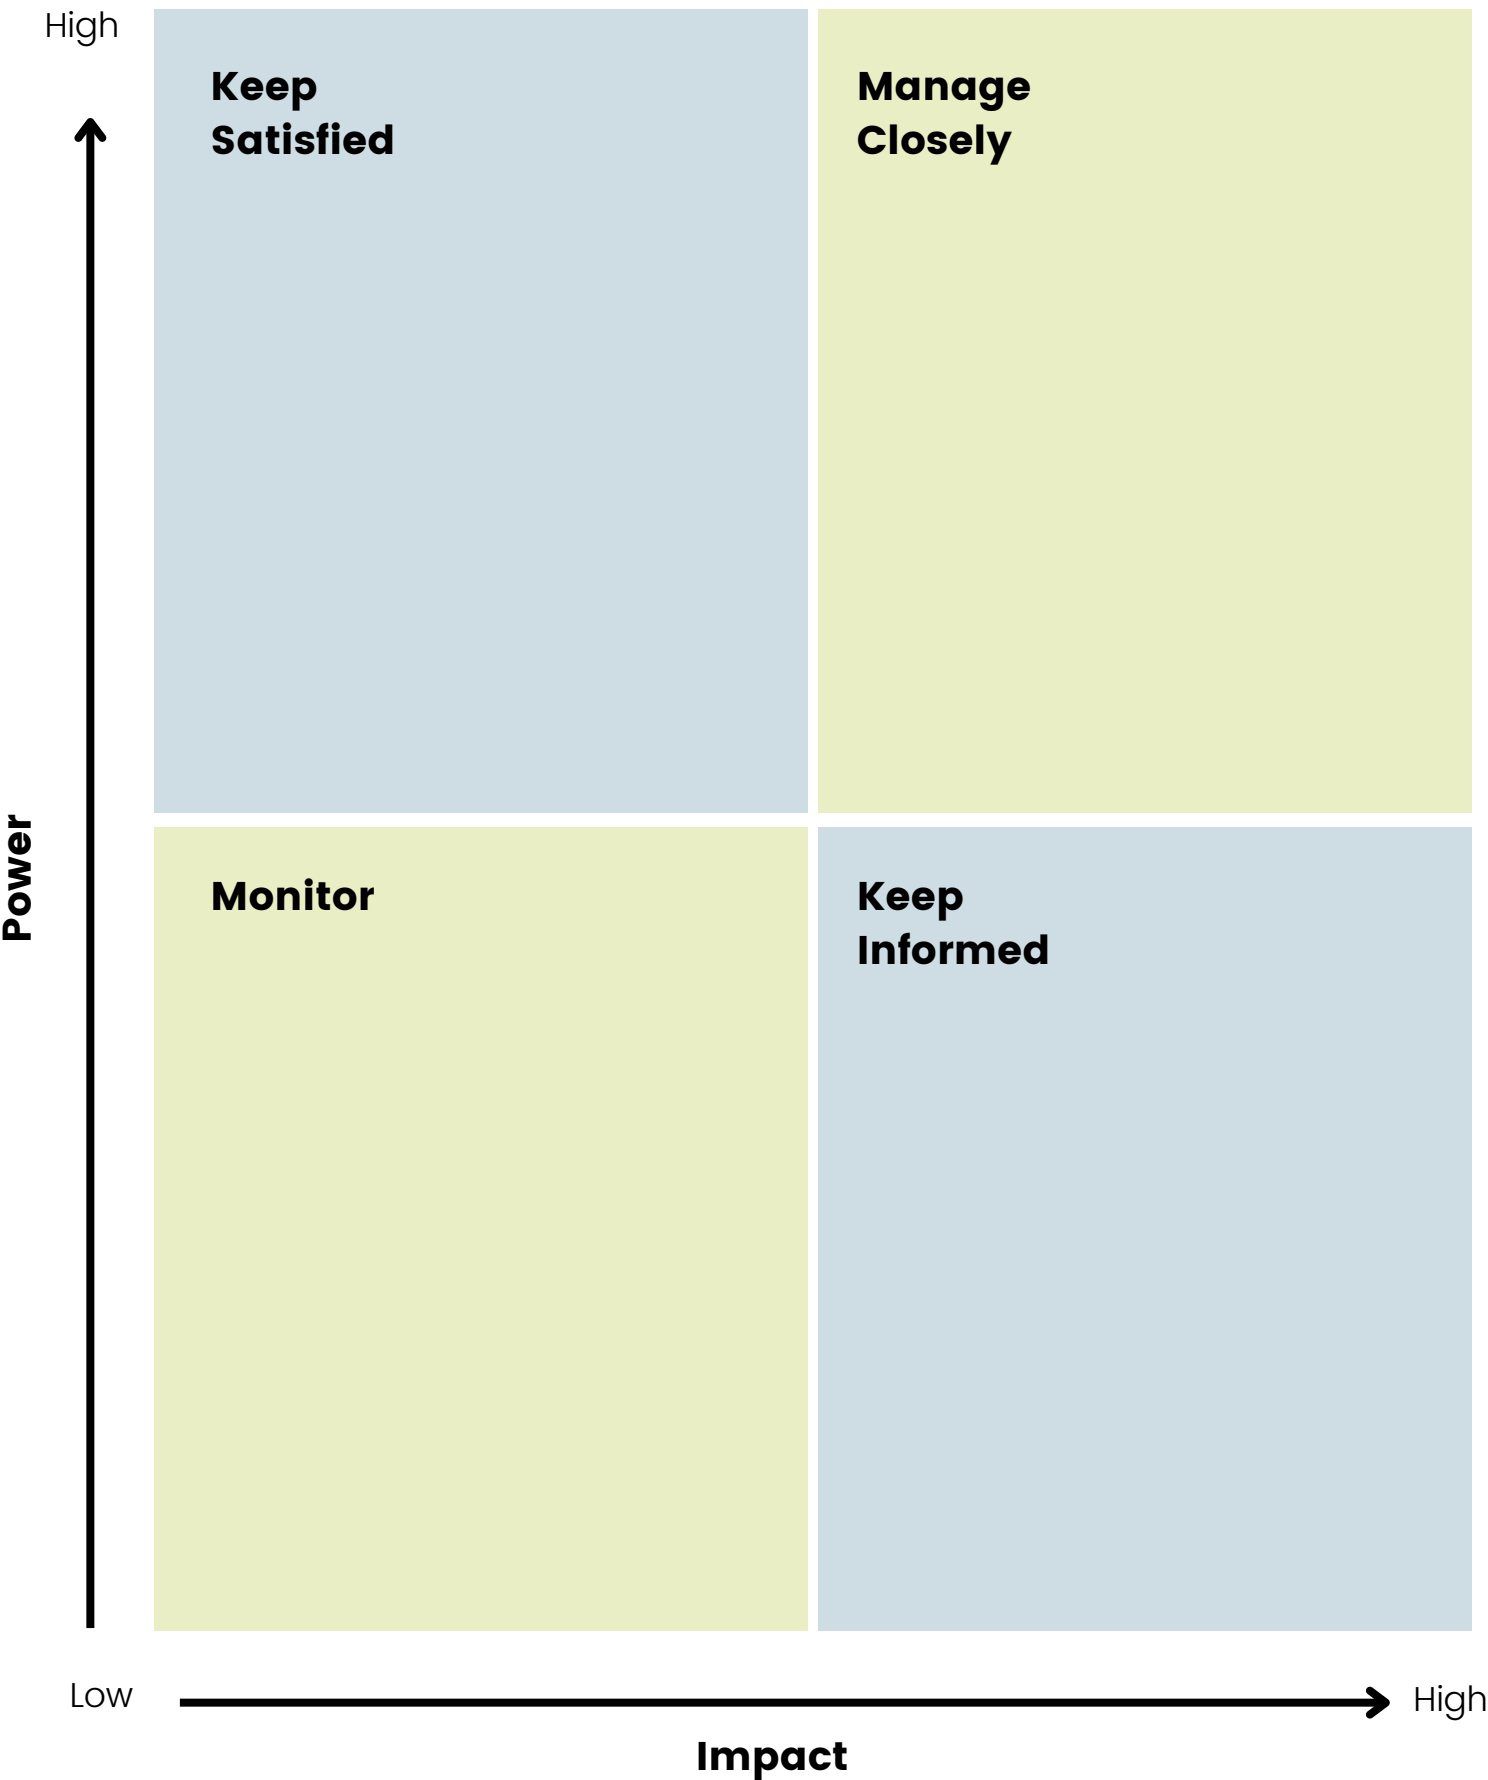 High
Keep
Satisfied
Manage
Closely
Power
Monitor
Keep
Informed
Low
High
Impact